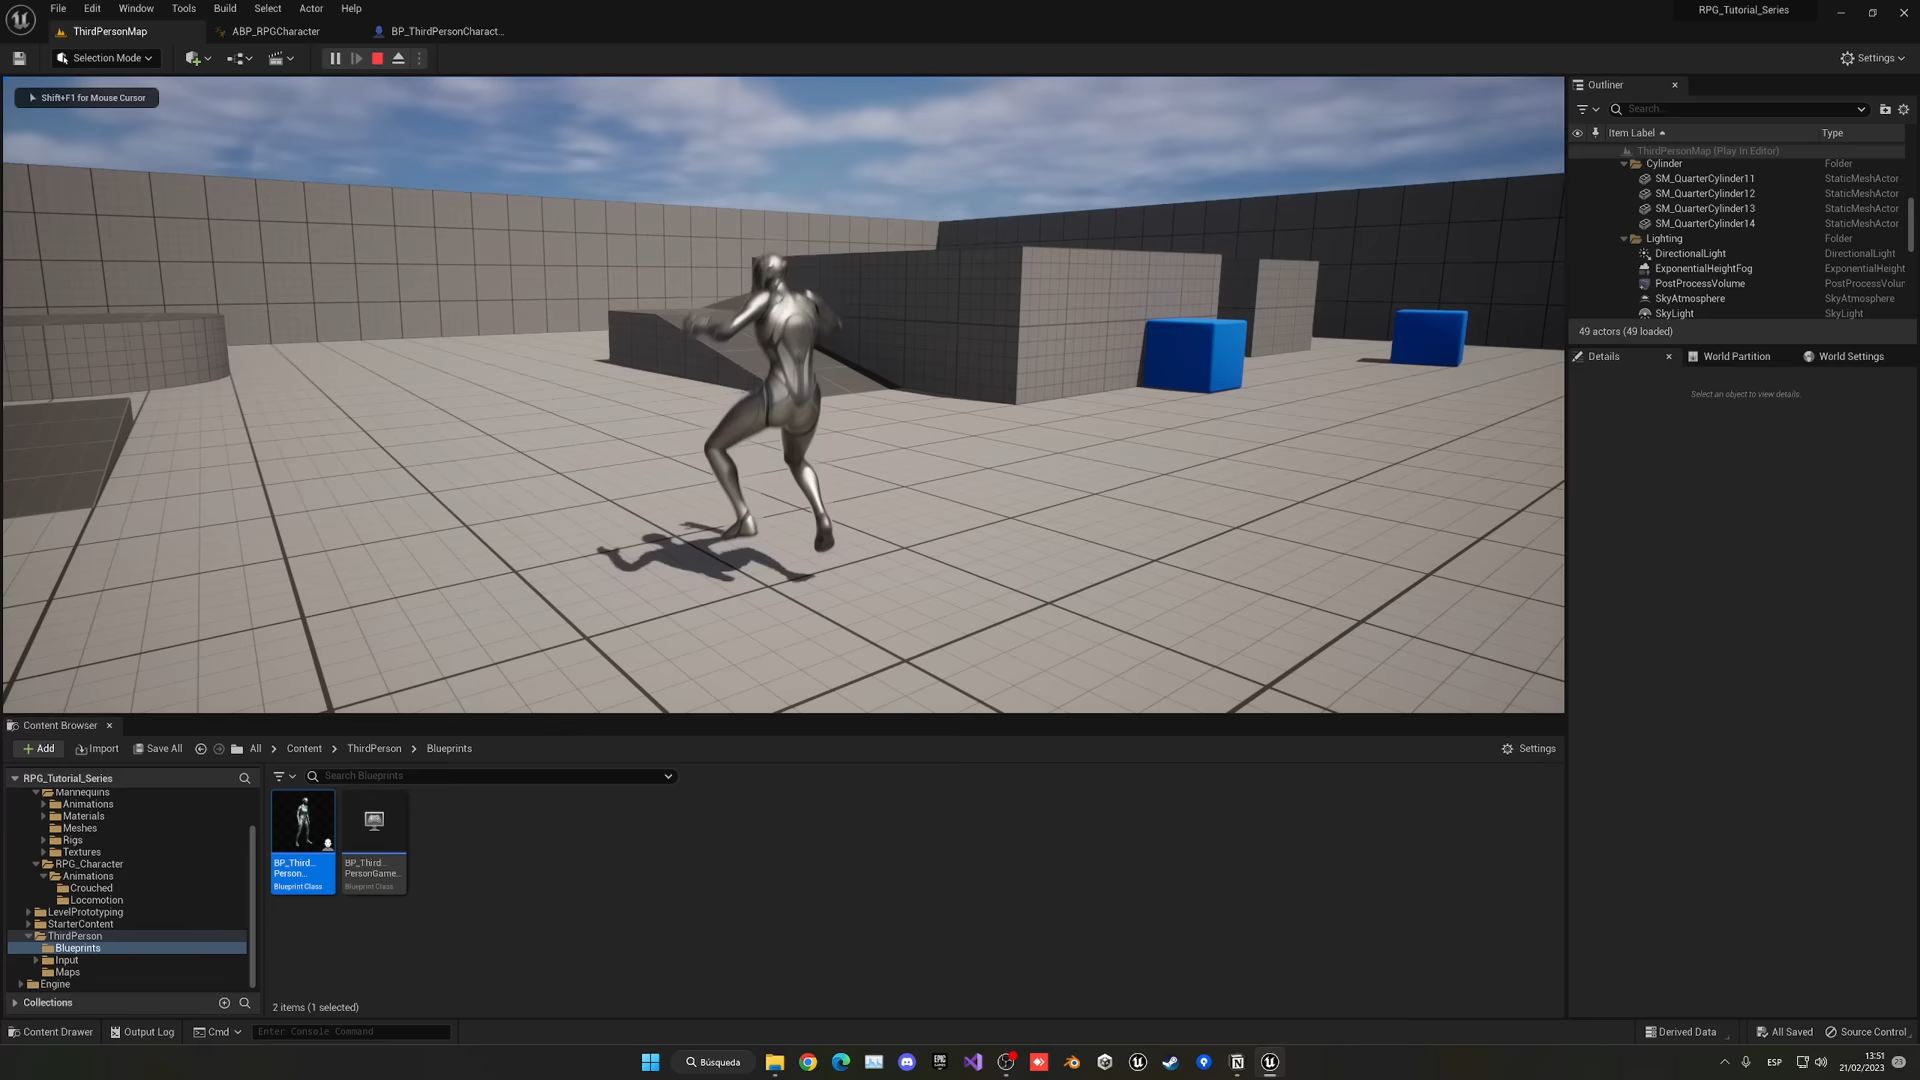 File Edit Window Tools Build Select Actor Help
RPG_Tutorial_Series
ThirdPersonMap
ABP_RPGCharacter
BP_ThirdPersonCharact...
Selection Mode
Settings
Shift+F1 for Mouse Cursor
Outliner
Search...
Item Label
Type
ThirdPersonMap (Play In Editor)
Cylinder Folder
SM_QuarterCylinder11 StaticMeshActor
SM_QuarterCylinder12 StaticMeshActor
SM_QuarterCylinder13 StaticMeshActor
SM_QuarterCylinder14 StaticMeshActor
Lighting Folder
DirectionalLight DirectionalLight
ExponentialHeightFog ExponentialHeight
PostProcessVolume PostProcessVolur
SkyAtmosphere SkyAtmosphere
SkyLight SkyLight
49 actors (49 loaded)
Details
World Partition
World Settings
Select an object to view details.
Content Browser
Add
Import
Save All
All
Content
ThirdPerson
Blueprints
Settings
RPG_Tutorial_Series
Search Blueprints
Mannequins
Animations
Materials
Meshes
Rigs
Textures
RPG_Character
Animations
Crouched
Locomotion
LevelPrototyping
StarterContent
ThirdPerson
Blueprints
Input
Maps
Engine
Collections
BP_Third...
Person...
Blueprint Class
BP_Third...
PersonGame...
Blueprint Class
2 items (1 selected)
Content Drawer
Output Log
Cmd
Enter Console Command
Derived Data
All Saved
Source Control
Búsqueda
ESP
13:51
21/02/2023
23